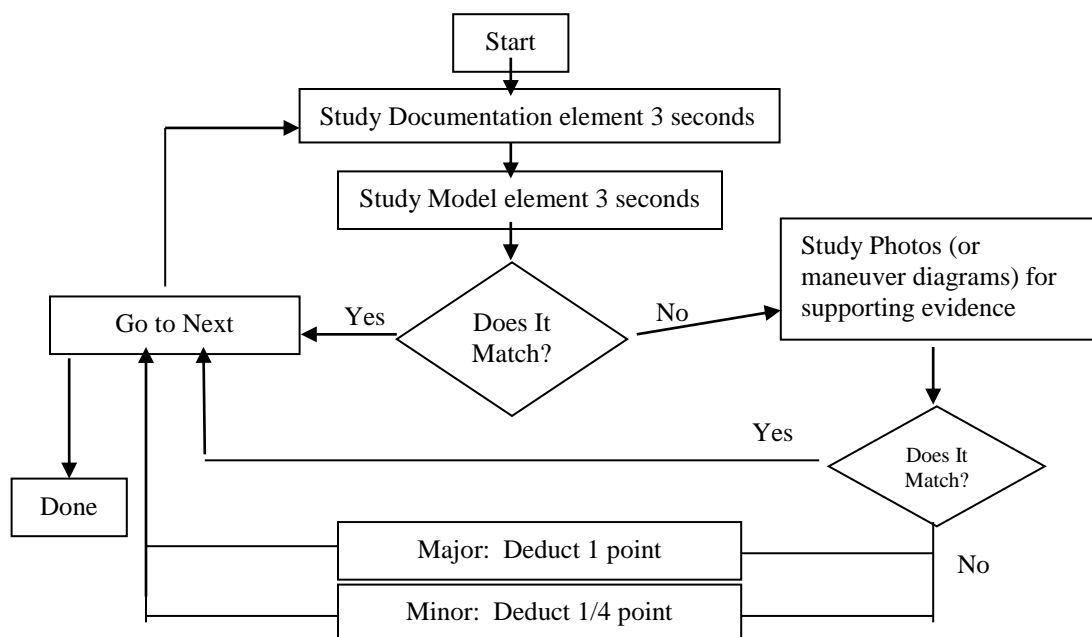 Start
Study Documentation element 3 seconds
Study Model element 3 seconds
Study Photos (or
maneuver diagrams) for
supporting evidence
Go to Next
Yes
Does It
Match?
No
Yes
Does It
Match?
Done
Major:  Deduct 1 point
No
Minor:  Deduct 1/4 point